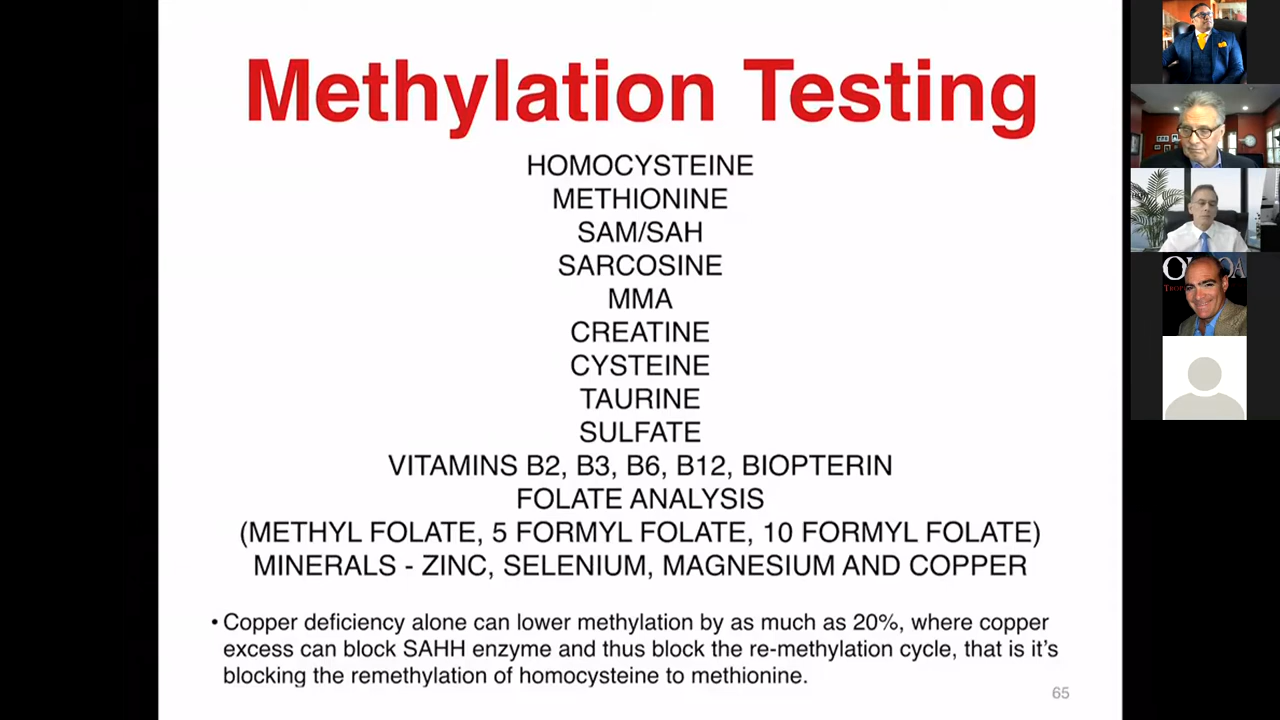 Methylation Testing
HOMOCYSTEINE
METHIONINE
SAM/SAH
SARCOSINE
MMA
CREATINE
CYSTEINE
TAURINE
SULFATE
VITAMINS B2, B3, B6, B12, BIOPTERIN
FOLATE ANALYSIS
(METHYL FOLATE, 5 FORMYL FOLATE, 10 FORMYL FOLATE)
MINERALS - ZINC, SELENIUM, MAGNESIUM AND COPPER
• Copper deficiency alone can lower methylation by as much as 20%, where copper
excess can block SAHH enzyme and thus block the re-methylation cycle, that is it's
blocking the remethylation of homocysteine to methionine.
65